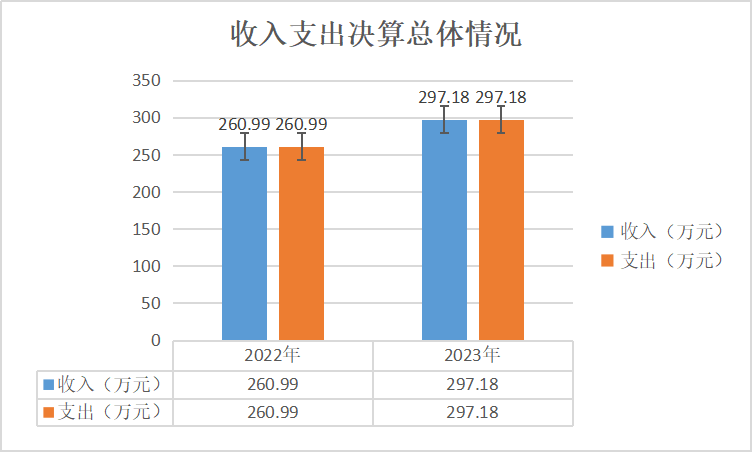 收入支出决算总体情况
350
300
250
200
150
100
50
0
260.99 260.99
297.18 297.18
收入（万元）
支出（万元）
2022年 2023年
收入（万元） 260.99 297.18
支出（万元） 260.99 297.18